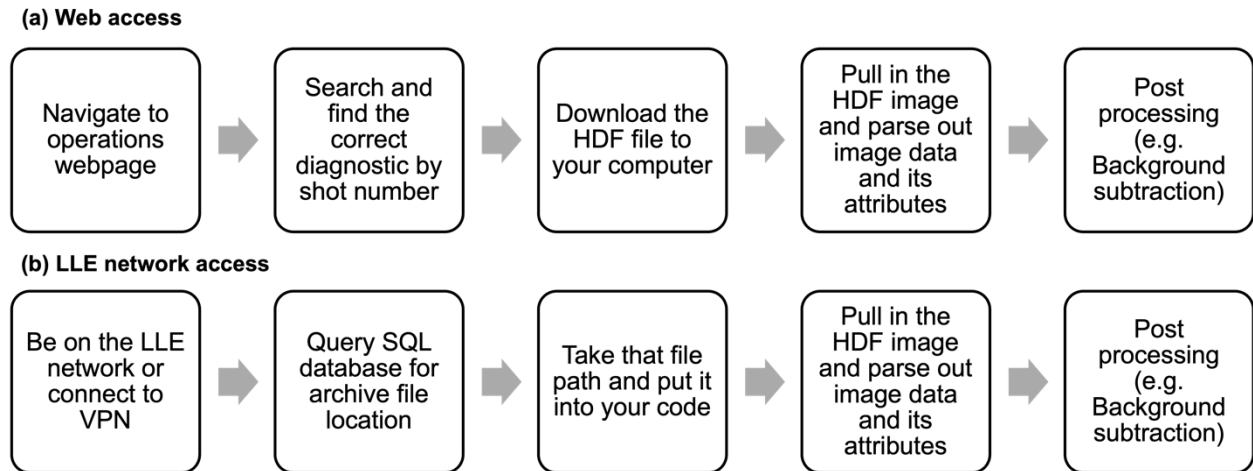 (a) Web access
Navigate to
operations
webpage
Search and
find the
correct
diagnostic by
shot number
Download the
HDF file to
your computer
Pull in the
HDF image
and parse out
image data
and its
attributes
Post
processing
(e.g.
Background
subtraction)
(b) LLE network access
Be on the LLE
network or
connect to
VPN
Query SQL
database for
archive file
location
Take that file
path and put it
into your code
Pull in the
HDF image
and parse out
image data
and its
attributes
Post
processing
(e.g.
Background
subtraction)